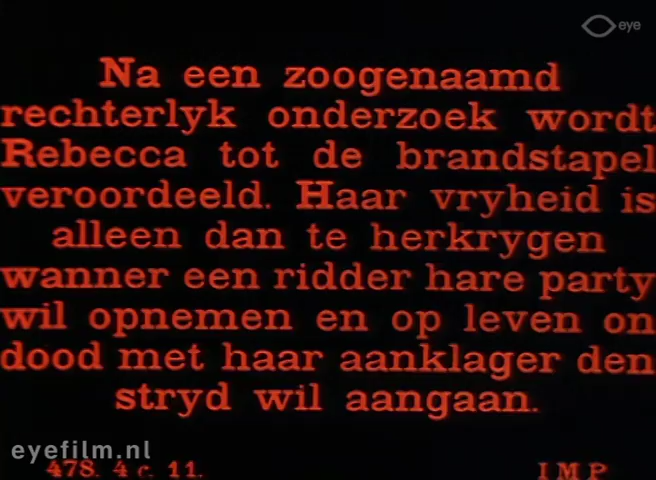 eye
Na een zoogenaamd
rechterlyk onderzoek wordt
Rebecca tot de brandstapel
veroordeeld. Haar vryheid is
alleen dan te herkrygen
wanner een ridder hare party
wil opnemen en op leven on
dood met haar aanklager den
stryd wil aangaan.
eyefilm.nl
478. 4 c. 11.
IMP